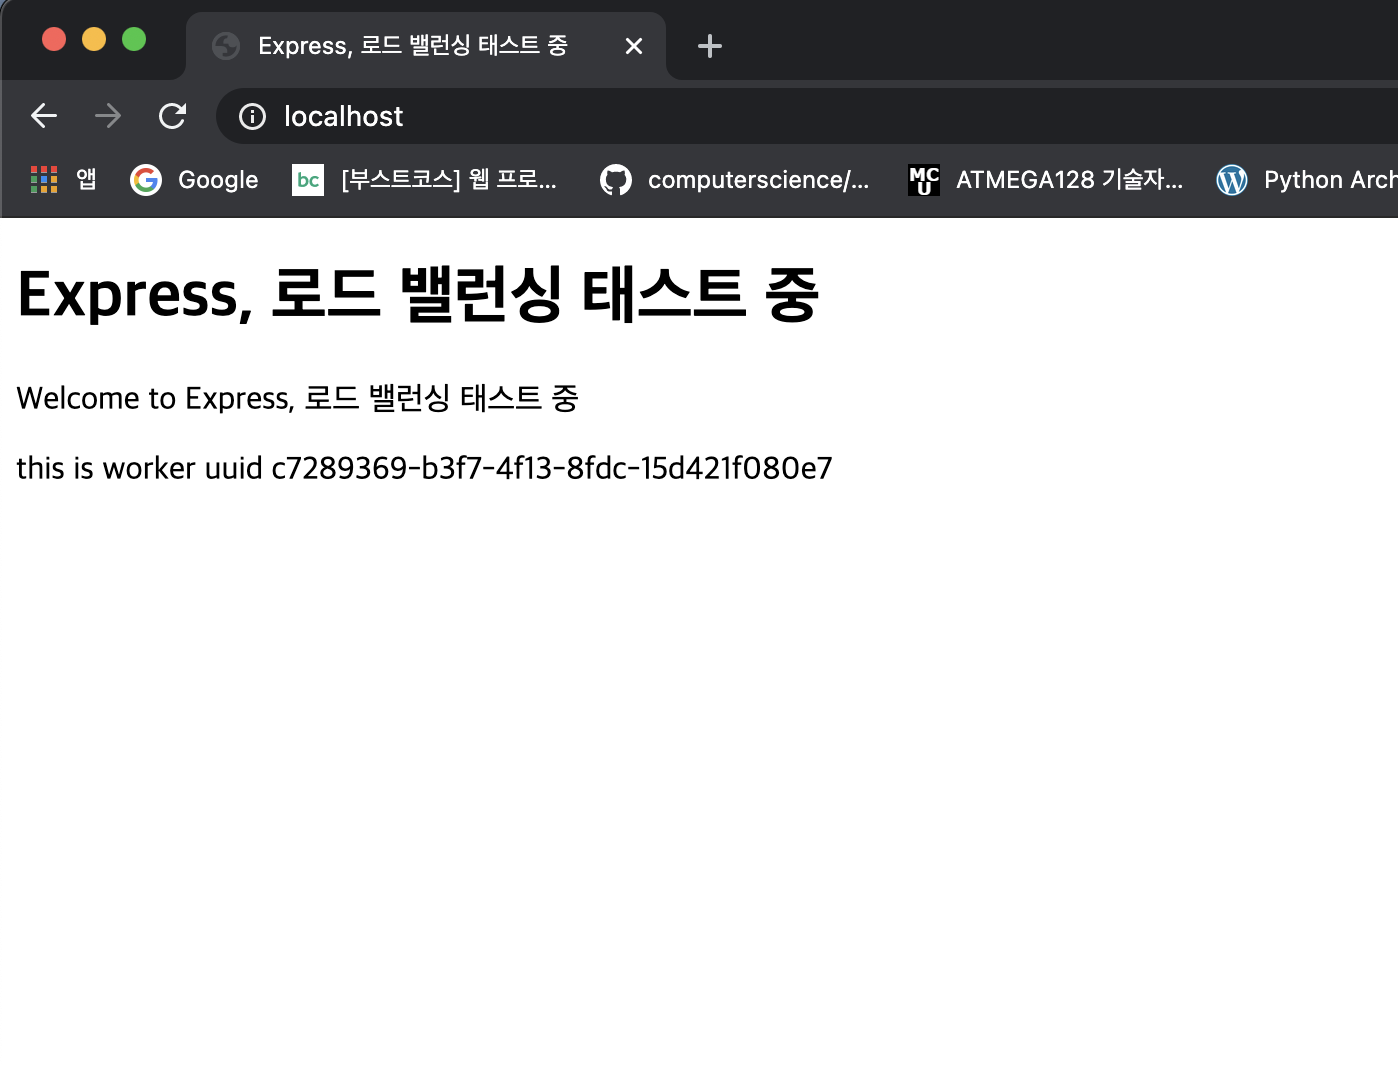 Express, 로드 밸런싱 태스트 중
localhost
앱 Google bc [부스트코스] 웹 프로... computerscience/... MCU ATMEGA128 기술자... Python Arch
Express, 로드 밸런싱 태스트 중
Welcome to Express, 로드 밸런싱 태스트 중
this is worker uuid c7289369-b3f7-4f13-8fdc-15d421f080e7